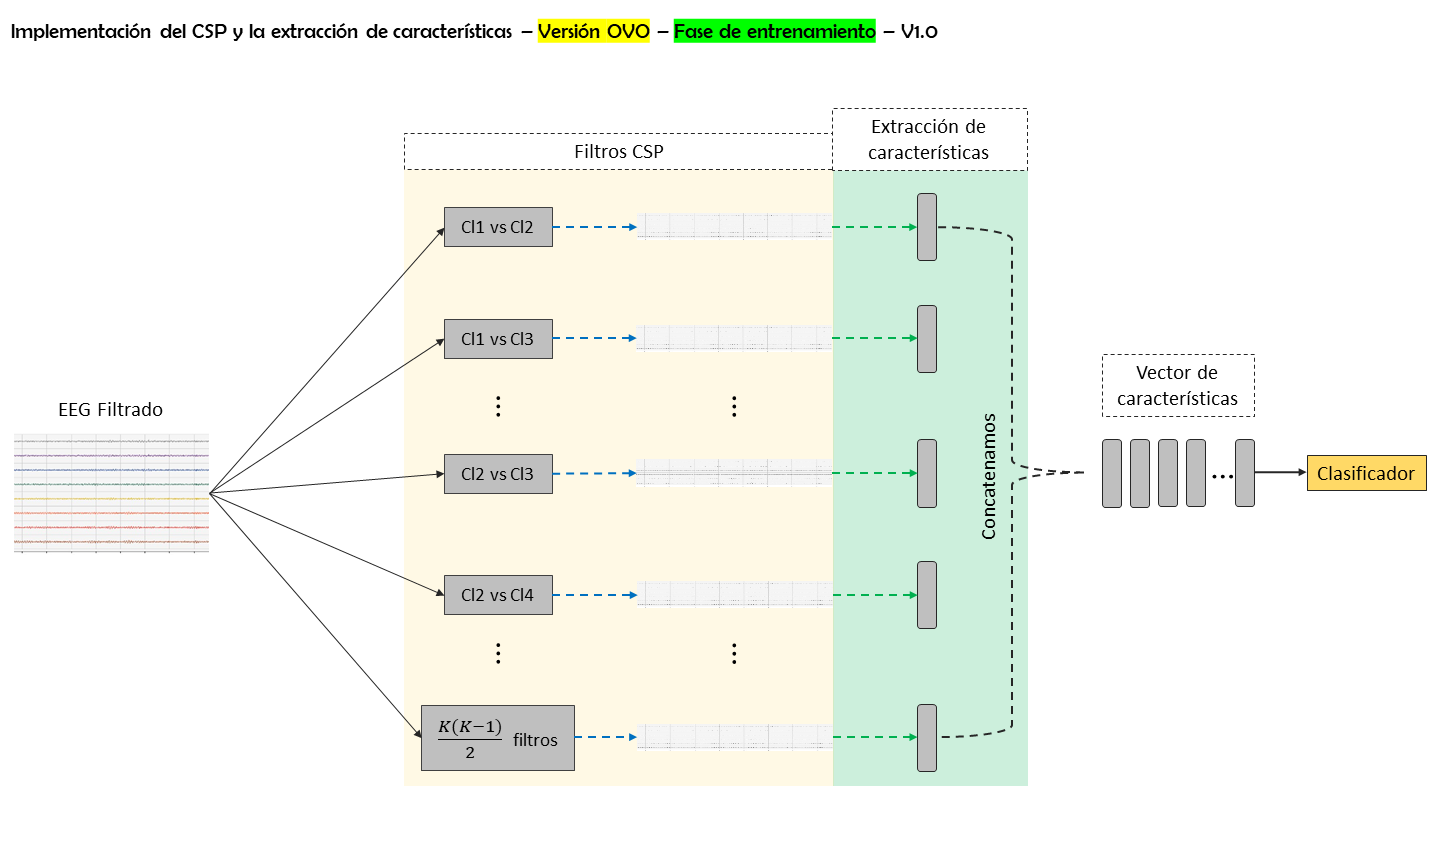 Implementación del CSP y la extracción de características – Versión OVO – Fase de entrenamiento – V1.0
Extracción de
características
Filtros CSP
Cl1 vs Cl2
Cl1 vs Cl3
⋮ ⋮
EEG Filtrado
Cl2 vs Cl3
Concatenamos
Vector de
características
...
Clasificador
Cl2 vs Cl4
⋮ ⋮
K(K−1)/2 filtros